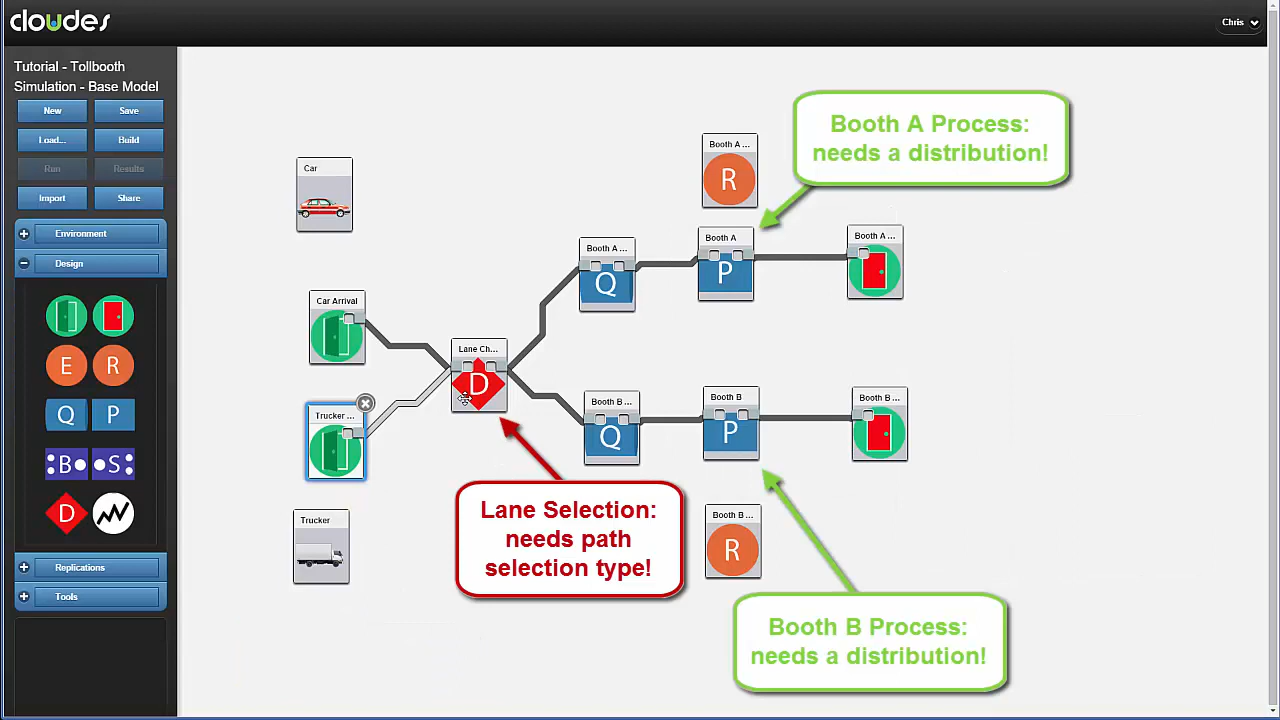 cloudes
Chris
Tutorial - Tollbooth
Simulation - Base Model
New
Save
Load...
Build
Run
Results
Import
Share
Environment
Design
E
R
Q
P
B
S
D
Replications
Tools
Car
Car Arrival
Trucker ...
Trucker
Lane Ch...
D
Booth A ...
Q
Booth B ...
Q
Booth A ...
R
Booth A
P
Booth B
P
Booth B ...
R
Booth A ...
Booth B ...
Booth A Process:
needs a distribution!
Lane Selection:
needs path
selection type!
Booth B Process:
needs a distribution!